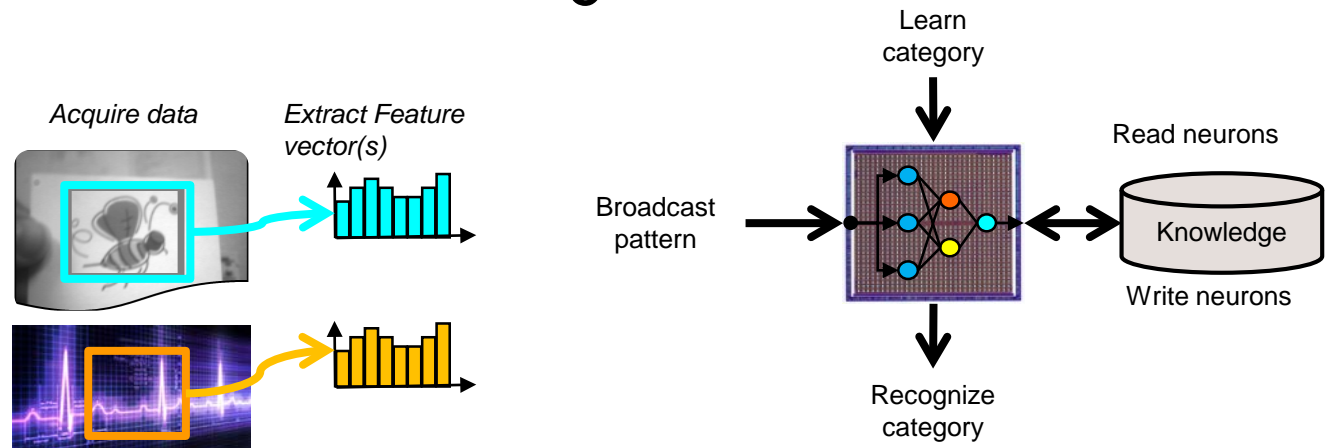 Acquire data
Extract Feature
vector(s)
Broadcast
pattern
Learn
category
Read neurons
Knowledge
Write neurons
Recognize
category